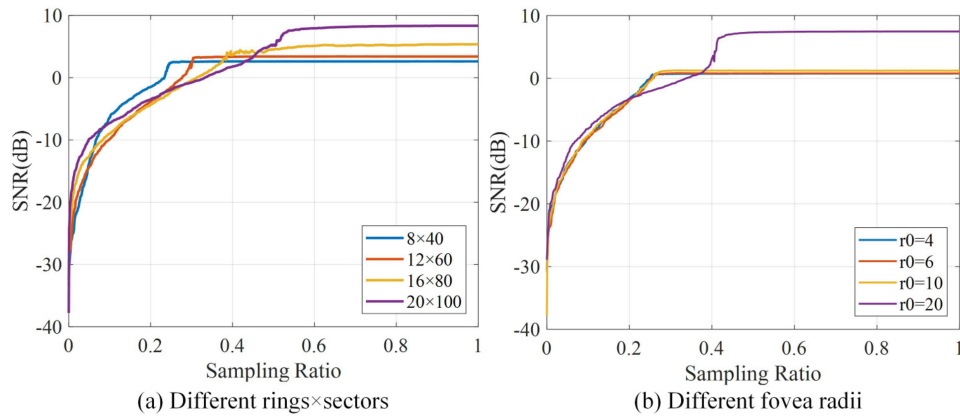 10
0
-10
-20
-30
-40
SNR(dB)
8×40
12×60
16×80
20×100
0 0.2 0.4 0.6 0.8 1
Sampling Ratio
(a) Different rings×sectors
10
0
-10
-20
-30
-40
SNR(dB)
r0=4
r0=6
r0=10
r0=20
0 0.2 0.4 0.6 0.8 1
Sampling Ratio
(b) Different fovea radii